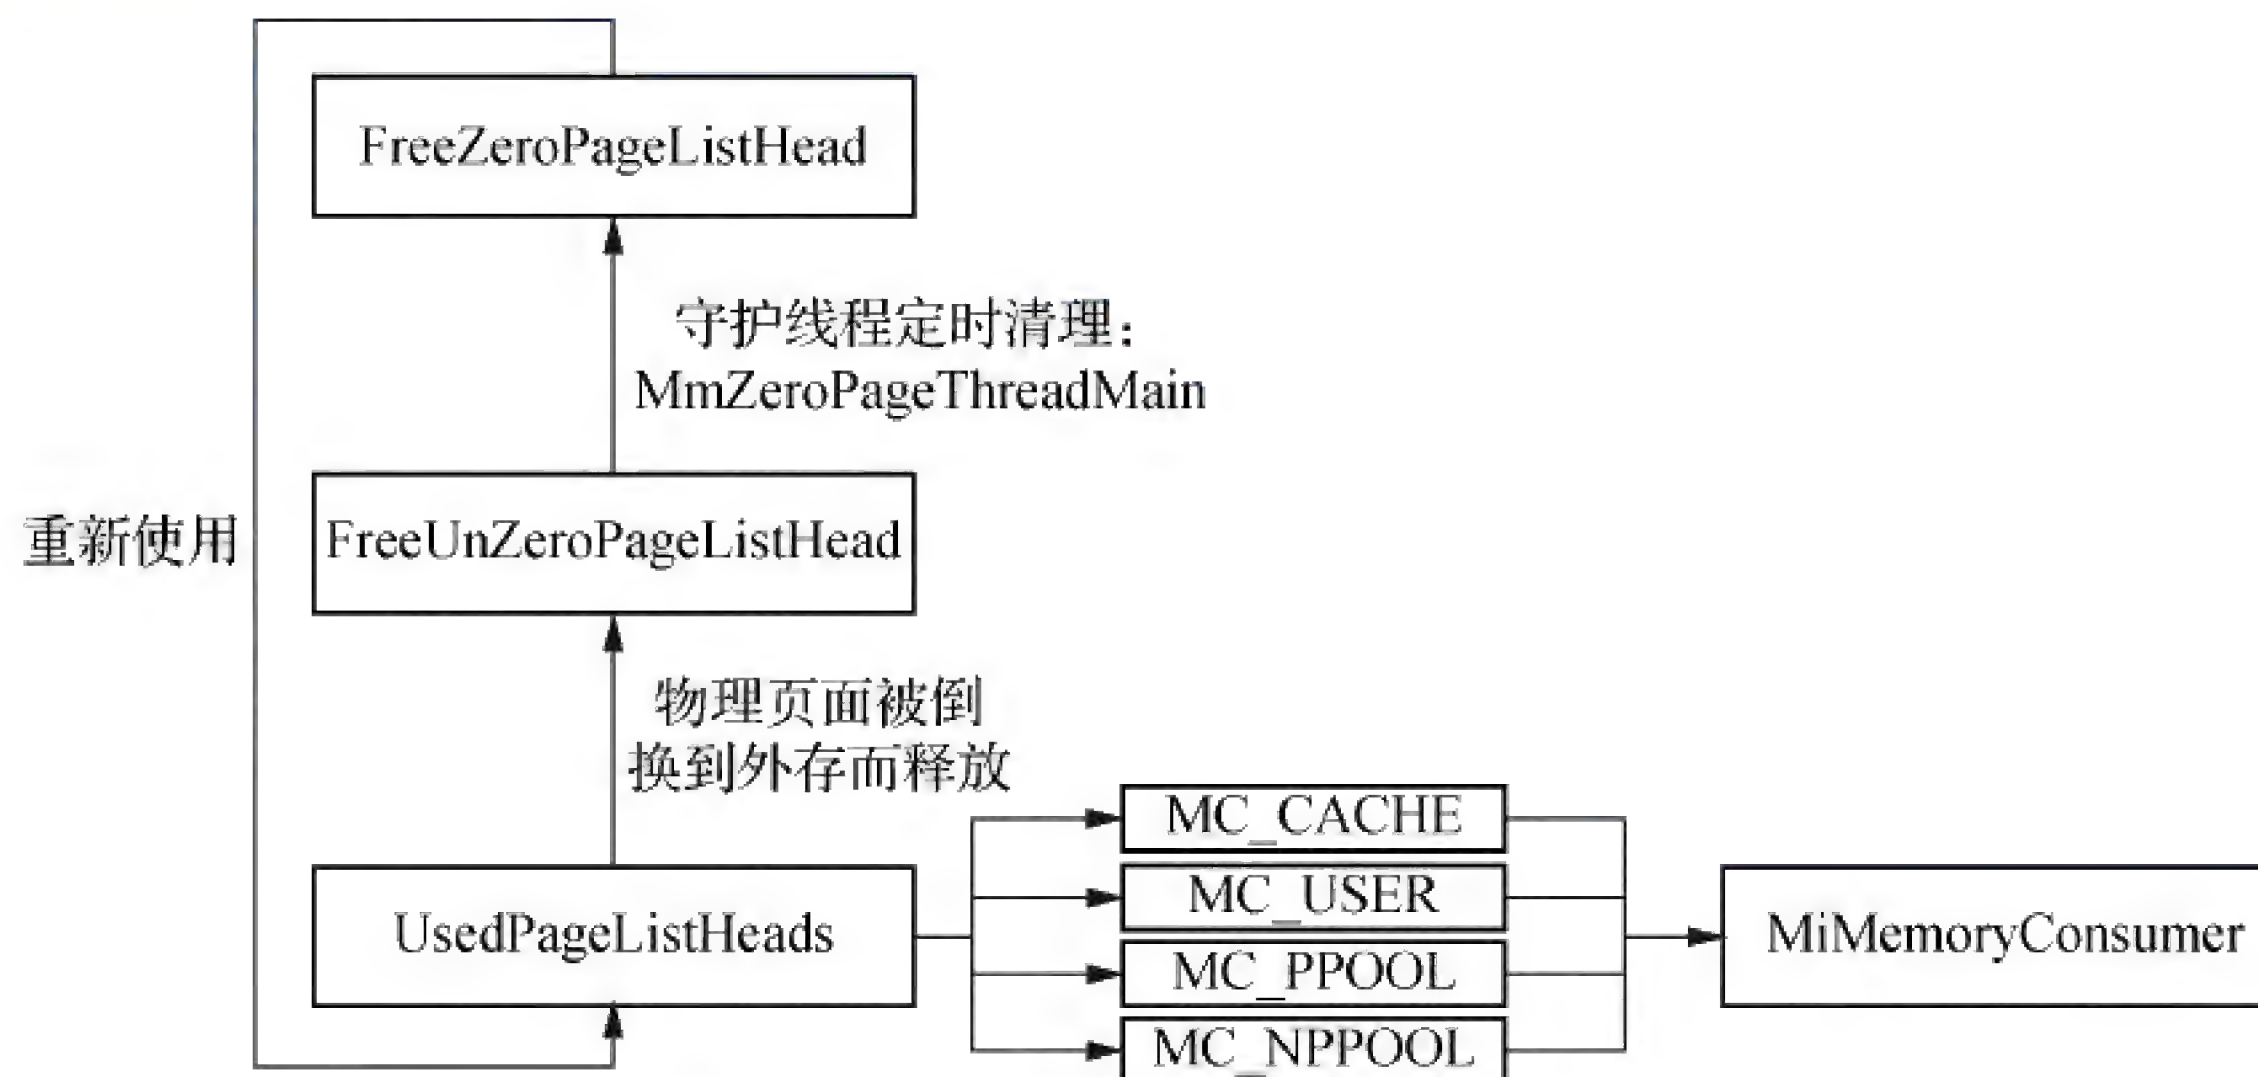 FreeZeroPageListHead
守护线程定时清理：
MmZeroPageThreadMain
重新使用
FreeUnZeroPageListHead
物理页面被倒
换到外存而释放
UsedPageListHeads
MC_CACHE
MC_USER
MC_PPOOL
MC_NPPOOL
MiMemoryConsumer